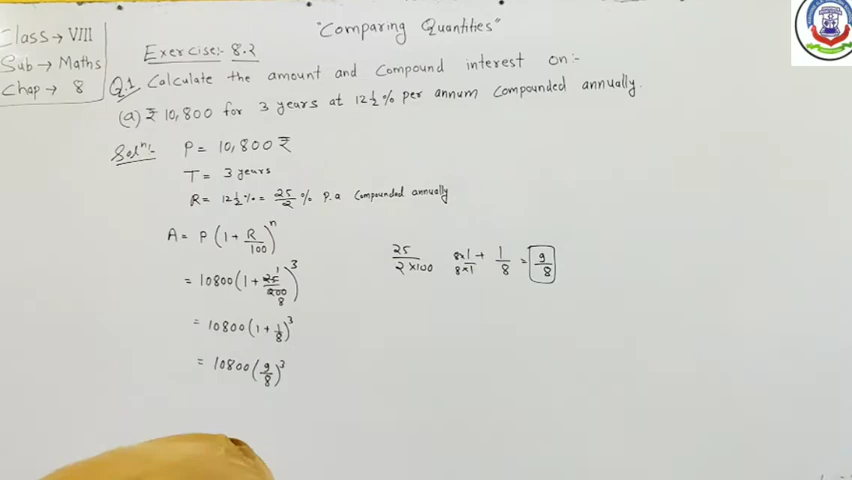 "Comparing Quantities"
Class → VIII
Sub → Maths
Chap → 8
Exercise:- 8.2
Q.1 Calculate the amount and compound interest on:-
(a) ₹ 10,800 for 3 years at 12½% per annum compounded annually.
Solⁿ:- P = 10,800 ₹
T = 3 years
R = 12½% = 25/2 % p.a compounded annually
A = P (1 + R/100)ⁿ
= 10800 (1 + 25/200)³ 1 8
25/2×100 8×1/8×1 + 1/8 = 9/8
= 10800 (1 + 1/8)³
= 10800 (9/8)³